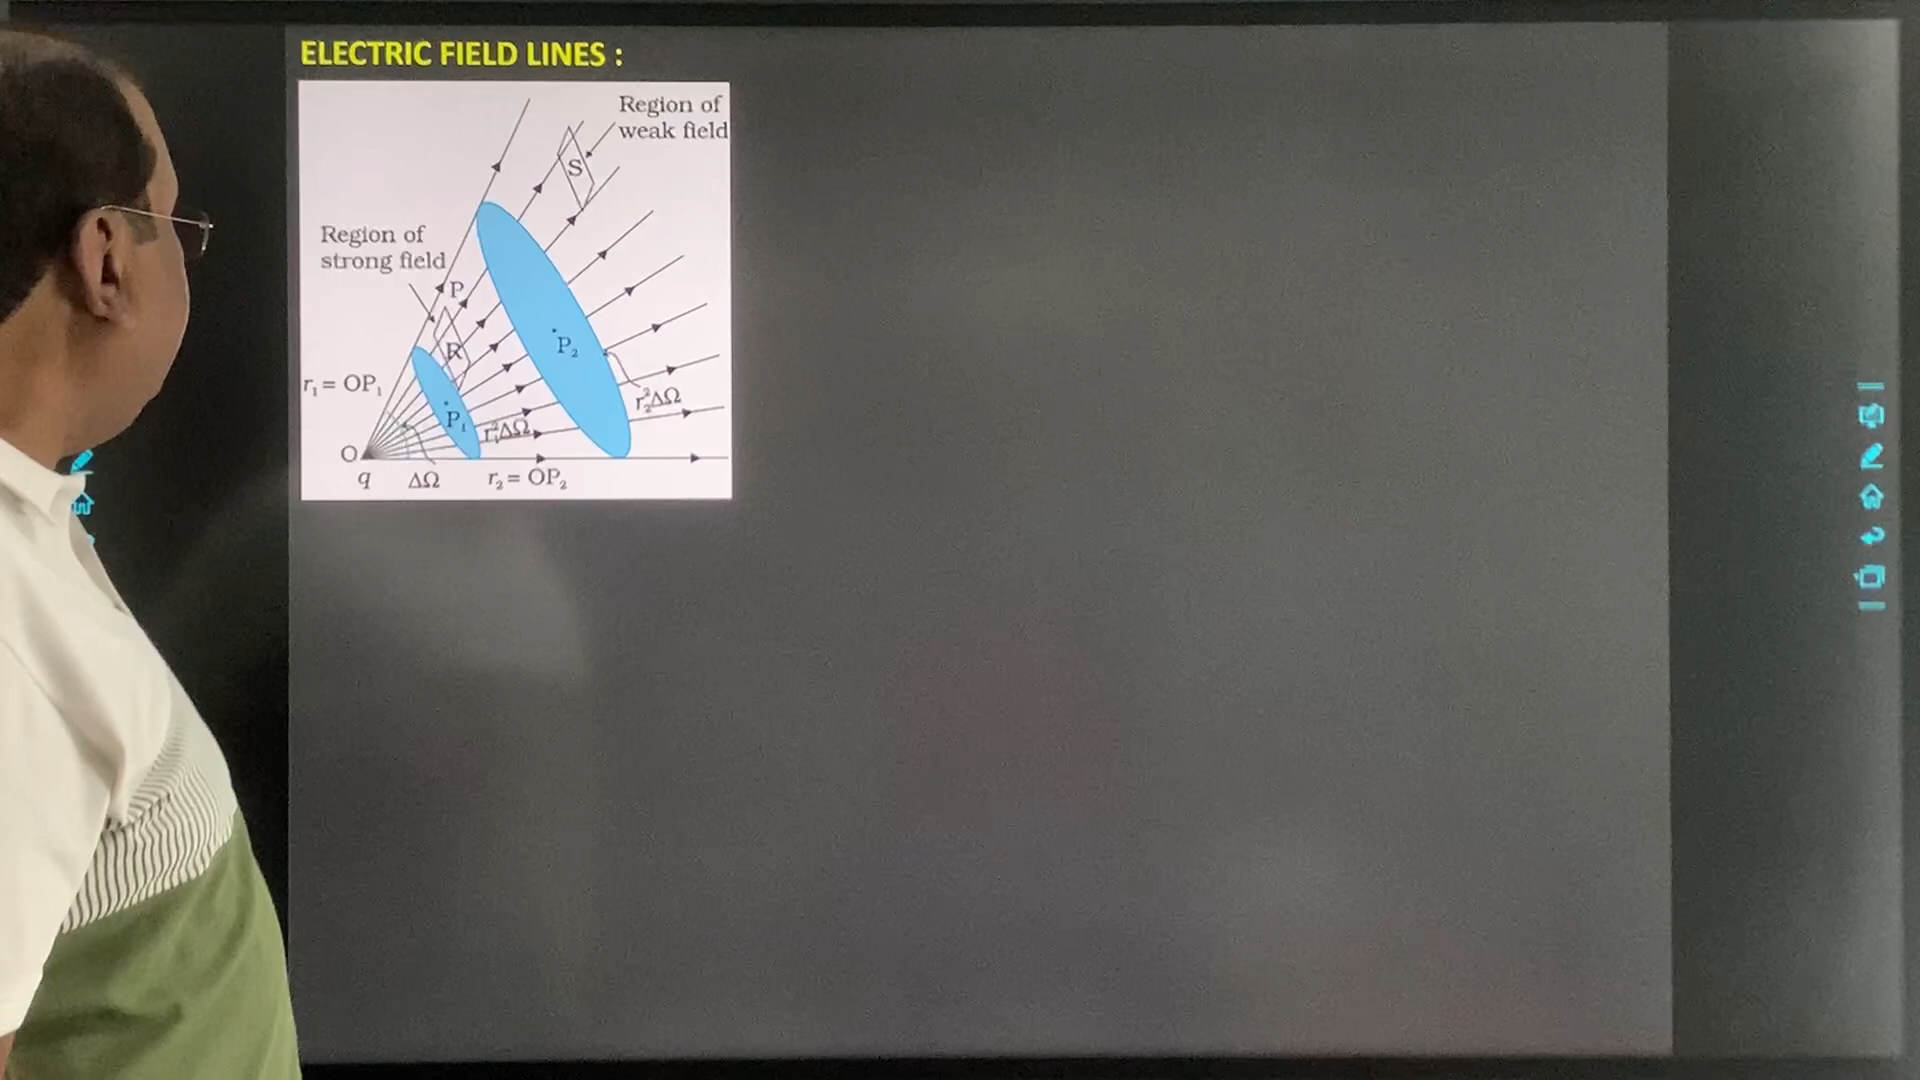 ELECTRIC FIELD LINES :
Region of
weak field
S
Region of
strong field
P
R
P₂
r₁ = OP₁
P₁
r₂²ΔΩ
r₁²ΔΩ
O
q
ΔΩ
r₂ = OP₂